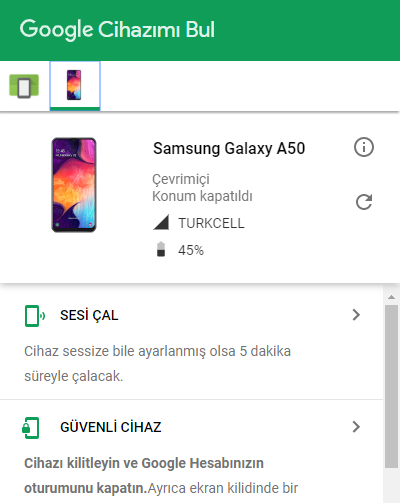 Google Cihazımı Bul
Samsung Galaxy A50
Çevrimiçi
Konum kapatıldı
TURKCELL
45%
SESİ ÇAL
Cihaz sessize bile ayarlanmış olsa 5 dakika
süreyle çalacak.
GÜVENLİ CİHAZ
Cihazı kilitleyin ve Google Hesabınızın
oturumunu kapatın.Ayrıca ekran kilidinde bir